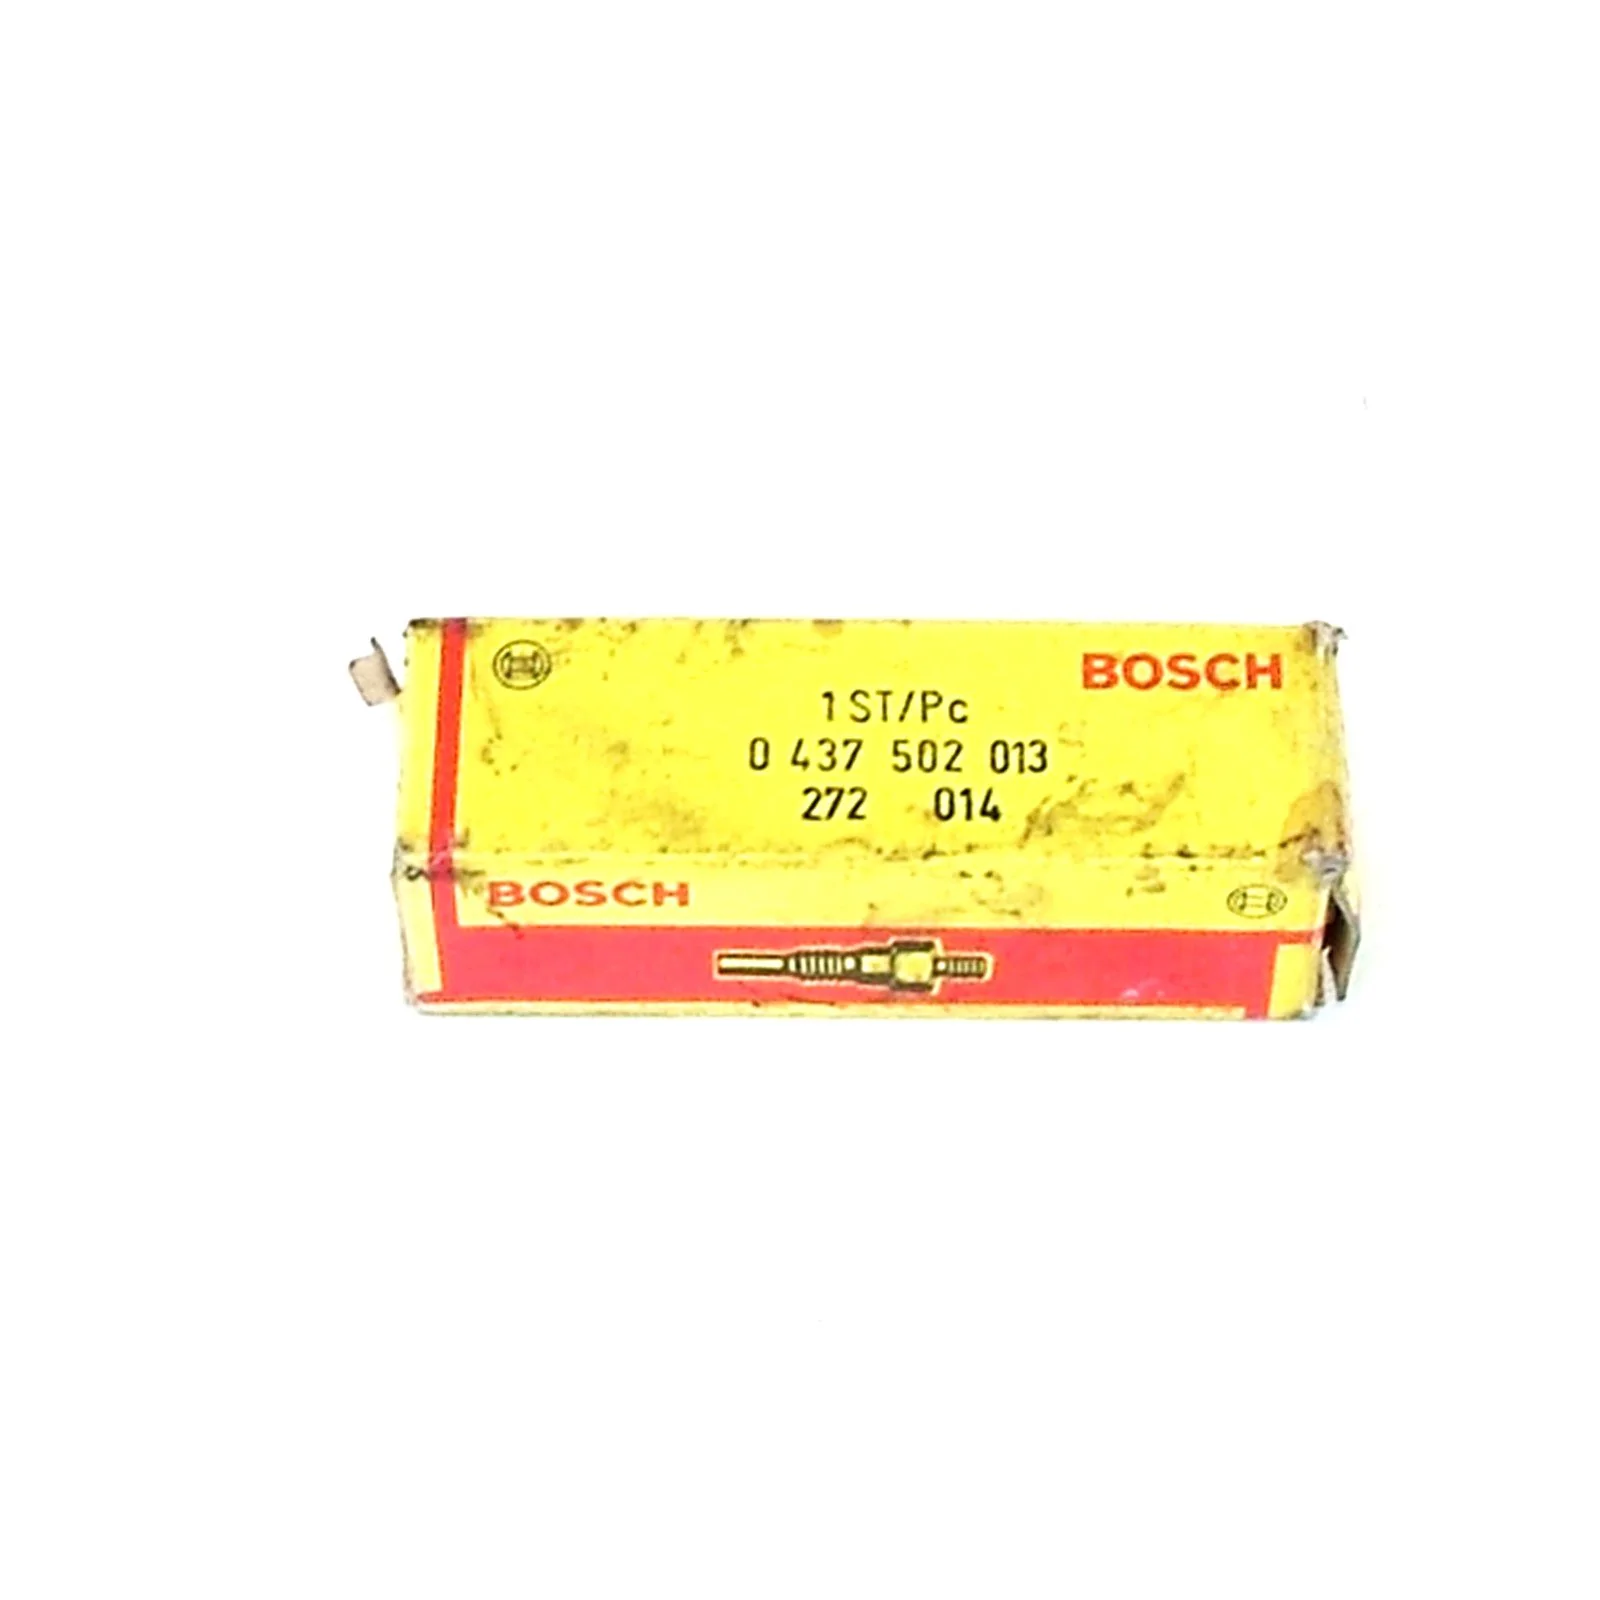 BOSCH
1 ST/Pc
0 437 502 013
272 014
BOSCH